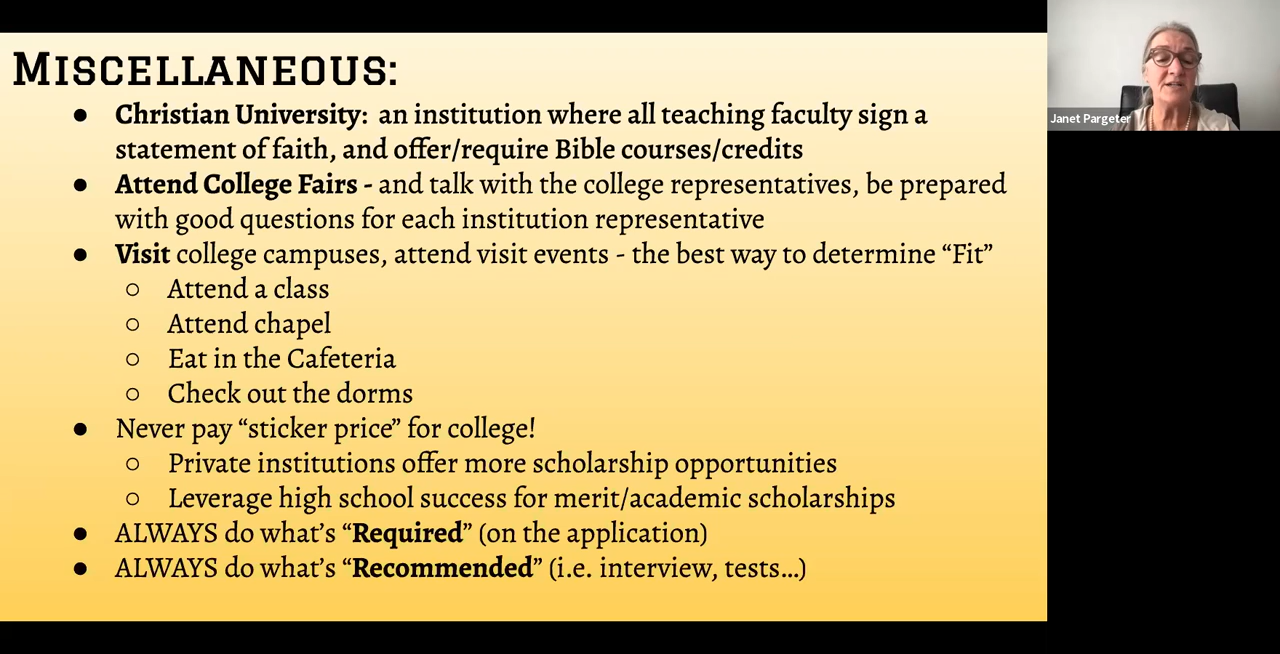 MISCELLANEOUS:
● Christian University: an institution where all teaching faculty sign a
statement of faith, and offer/require Bible courses/credits
● Attend College Fairs - and talk with the college representatives, be prepared
with good questions for each institution representative
● Visit college campuses, attend visit events - the best way to determine “Fit”
○ Attend a class
○ Attend chapel
○ Eat in the Cafeteria
○ Check out the dorms
● Never pay “sticker price” for college!
○ Private institutions offer more scholarship opportunities
○ Leverage high school success for merit/academic scholarships
● ALWAYS do what’s “Required” (on the application)
● ALWAYS do what’s “Recommended” (i.e. interview, tests...)
Janet Pargeter